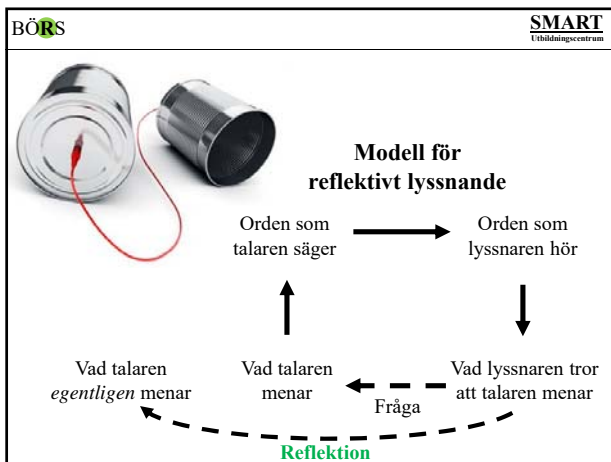 BÖRS
SMART
Utbildningscentrum
Modell för
reflektivt lyssnande
Orden som
talaren säger
Orden som
lyssnaren hör
Vad talaren
egentligen menar
Vad talaren
menar
Vad lyssnaren tror
att talaren menar
Fråga
Reflektion